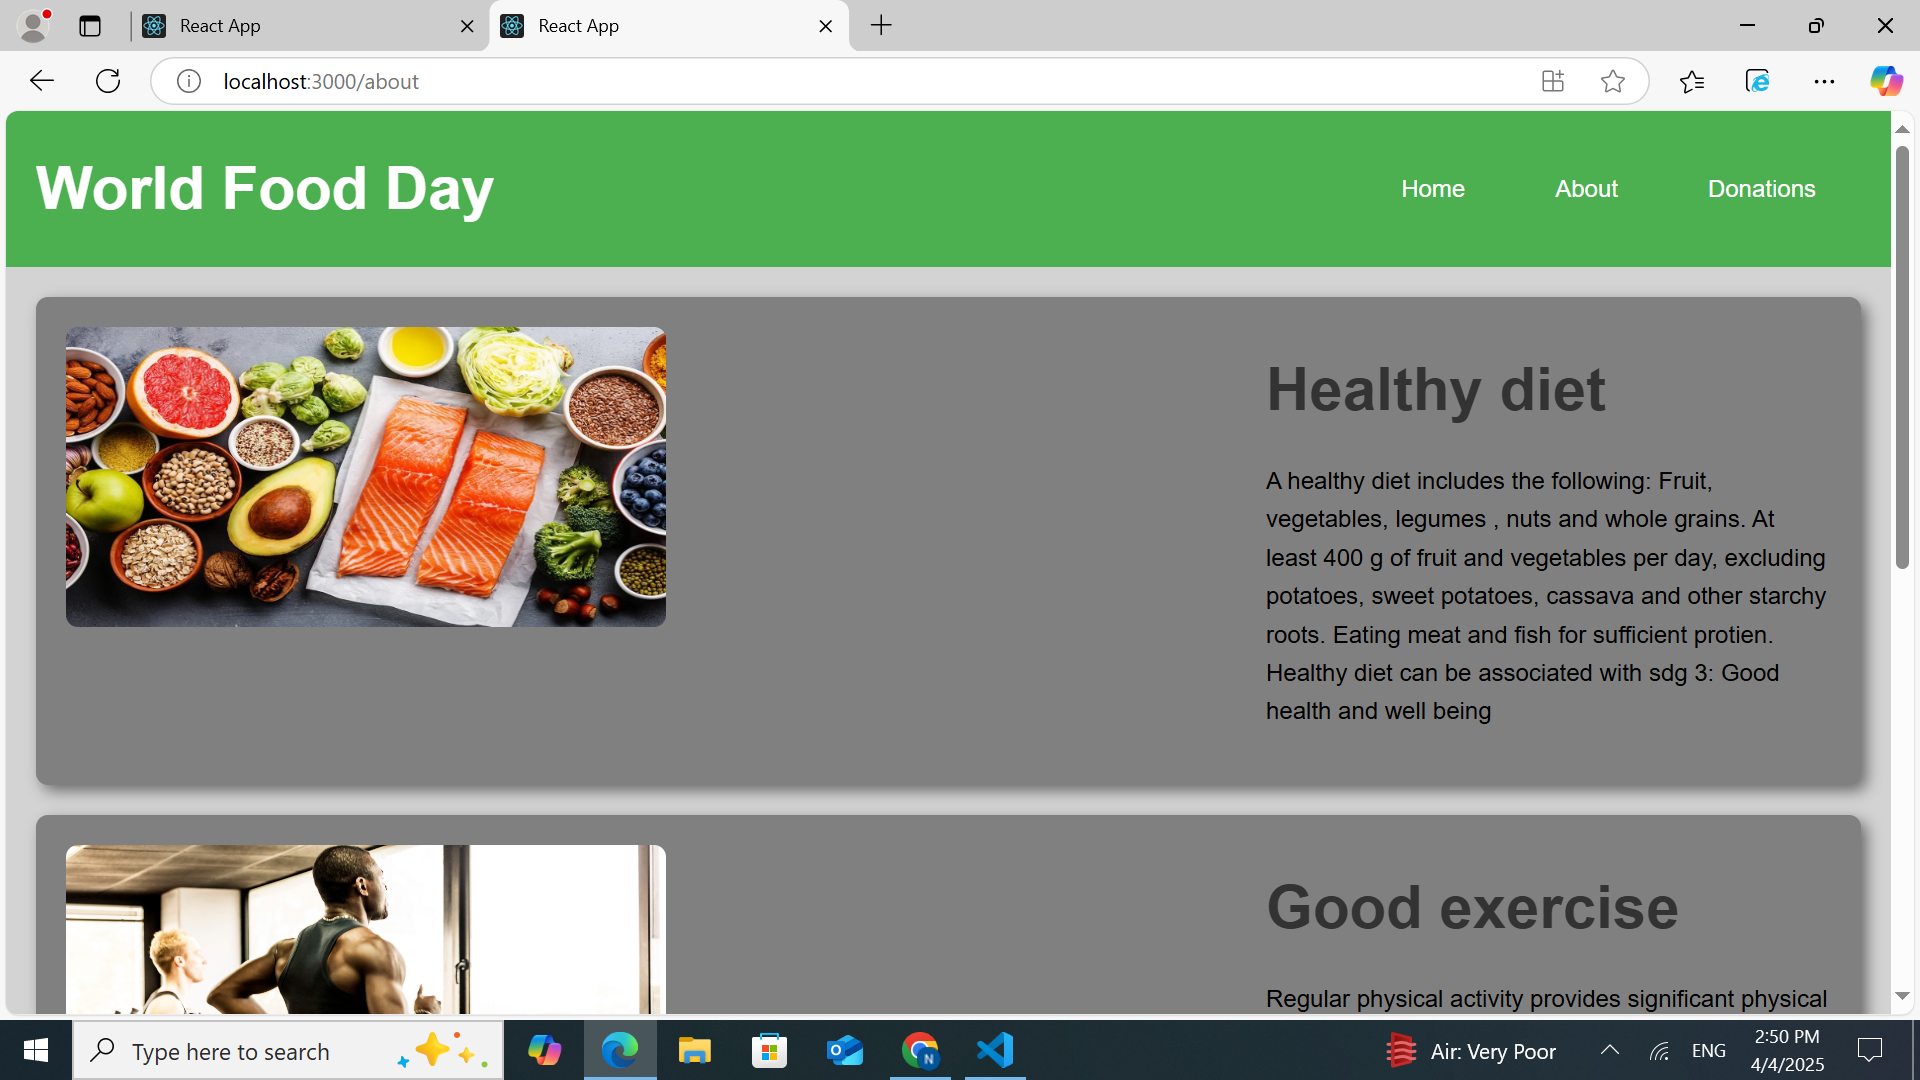 React App
React App
localhost:3000/about
World Food Day
Home
About
Donations
Healthy diet
A healthy diet includes the following: Fruit,
vegetables, legumes , nuts and whole grains. At
least 400 g of fruit and vegetables per day, excluding
potatoes, sweet potatoes, cassava and other starchy
roots. Eating meat and fish for sufficient protien.
Healthy diet can be associated with sdg 3: Good
health and well being
Good exercise
Regular physical activity provides significant physical
Type here to search
N
Air: Very Poor
ENG
2:50 PM
4/4/2025